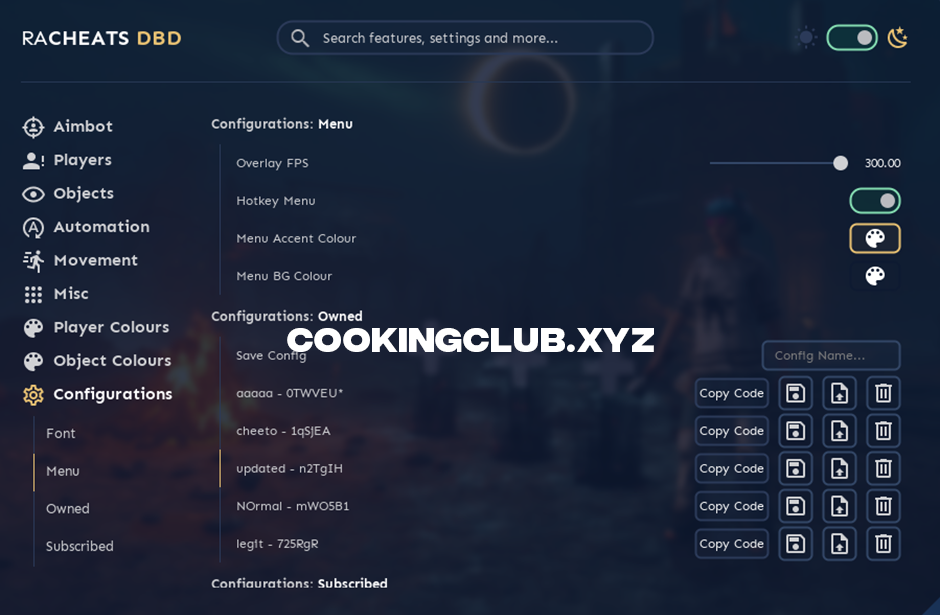 RACHEATS DBD
Search features, settings and more...
Aimbot
Players
Objects
Automation
Movement
Misc
Player Colours
Object Colours
Configurations
Font
Menu
Owned
Subscribed
Configurations: Menu
Overlay FPS 300.00
Hotkey Menu
Menu Accent Colour
Menu BG Colour
Configurations: Owned
COOKINGCLUB.XYZ
Save Config Config Name...
aaaaa - 0TWVEU* Copy Code
cheeto - 1qSJEA Copy Code
updated - n2TgIH Copy Code
NOrmal - mWO5B1 Copy Code
legit - 725RgR Copy Code
Configurations: Subscribed